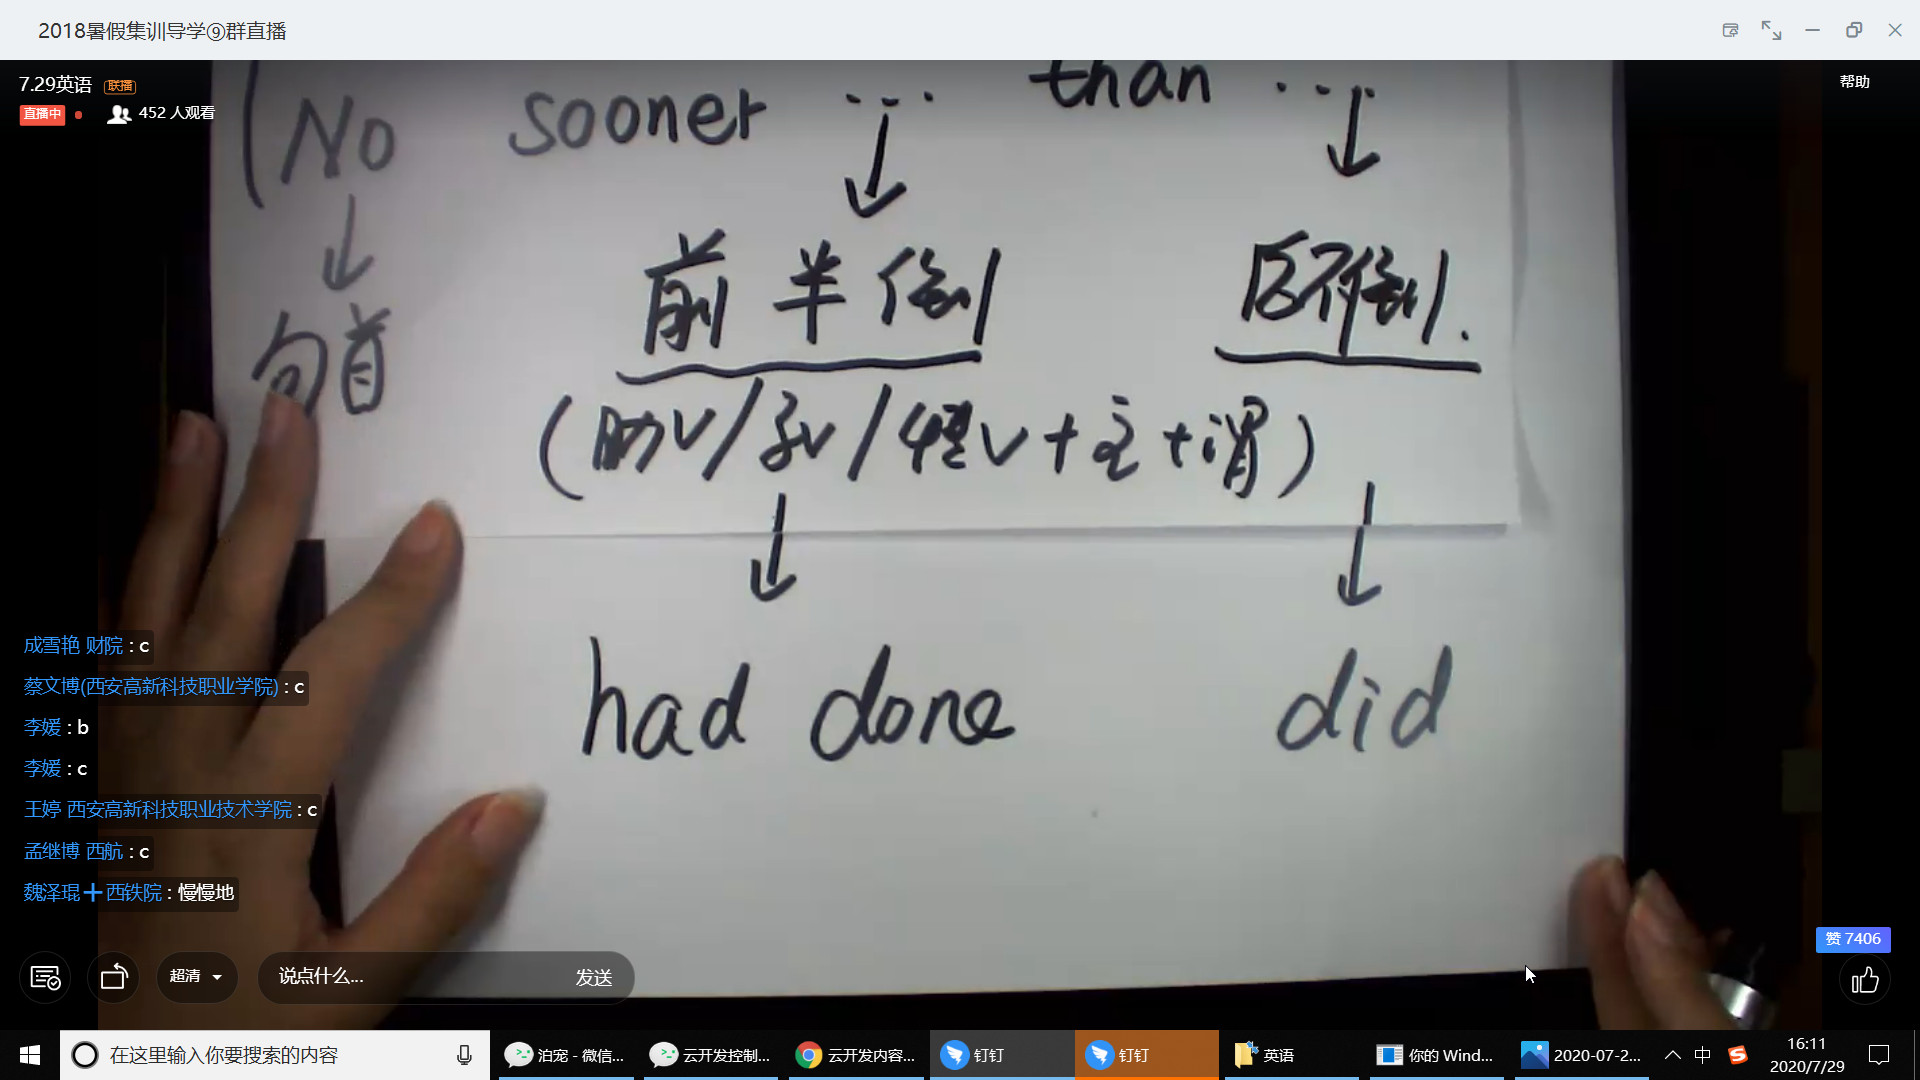 2018暑假集训导学⑨群直播
7.29英语 联播
帮助
直播中 452 人观看
No sooner ... than ...
句首
前半倒 后不倒.
(助V/系V/情V+主+谓)
had done did
成雪艳 财院 : c
蔡文博(西安高新科技职业学院) : c
李媛 : b
李媛 : c
王婷 西安高新科技职业技术学院 : c
孟继博 西航 : c
魏泽琨➕西铁院 : 慢慢地
赞 7406
超清 说点什么... 发送
在这里输入你要搜索的内容 泊宠 - 微信... 云开发控制... 云开发内容... 钉钉 钉钉 英语 你的 Wind... 2020-07-2... 中 16:11
2020/7/29